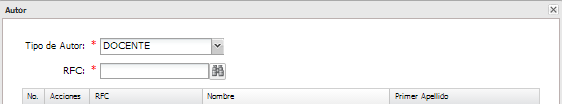 Autor
Tipo de Autor: * DOCENTE
RFC: *
No. Acciones RFC Nombre Primer Apellido